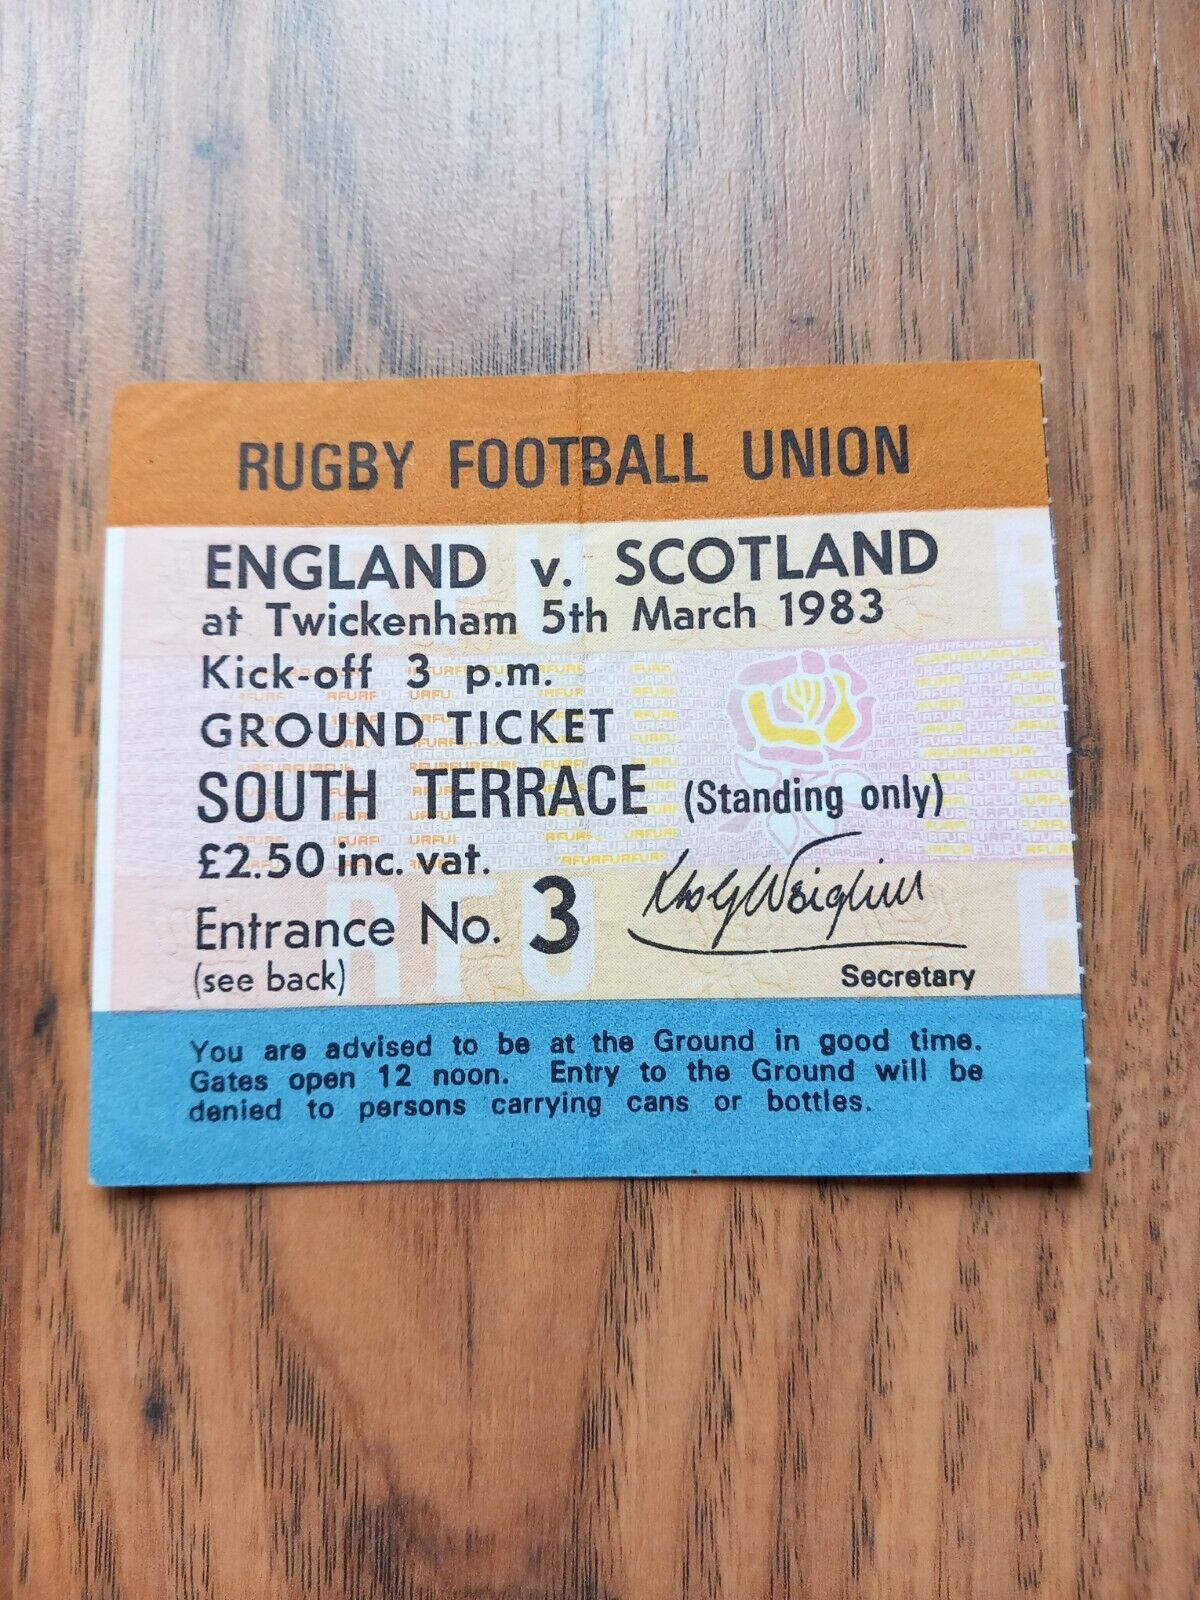 RUGBY FOOTBALL UNION
ENGLAND v. SCOTLAND
at Twickenham 5th March 1983
Kick-off 3 p.m.
GROUND TICKET
SOUTH TERRACE (Standing only)
£2.50 inc. vat.
Entrance No. 3
(see back)
Secretary
You are advised to be at the Ground in good time.
Gates open 12 noon. Entry to the Ground will be
denied to persons carrying cans or bottles.